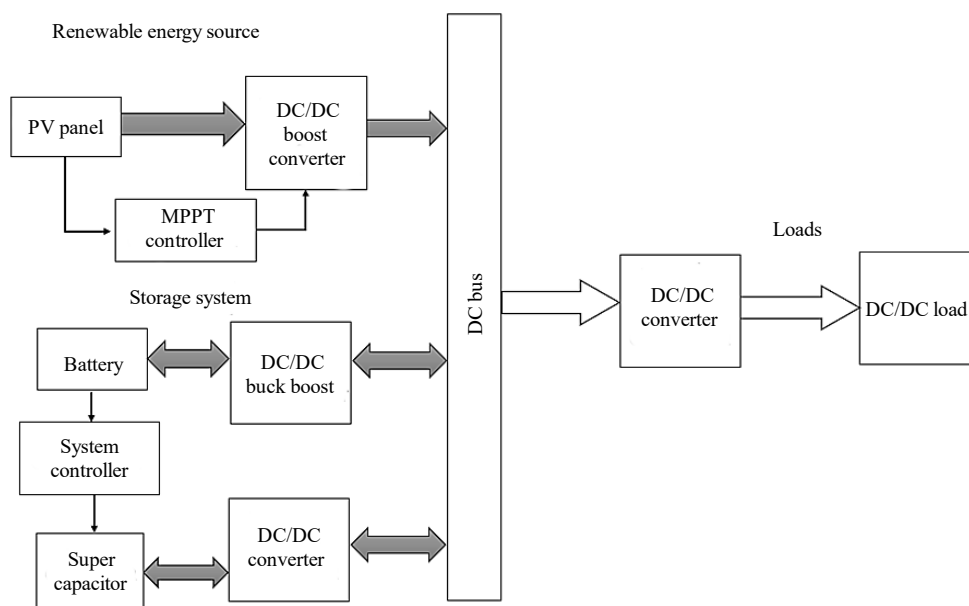 Renewable energy source
PV panel
DC/DC
boost
converter
MPPT
controller
Storage system
Battery
DC/DC
buck boost
System
controller
Super
capacitor
DC/DC
converter
DC bus
DC/DC
converter
Loads
DC/DC load